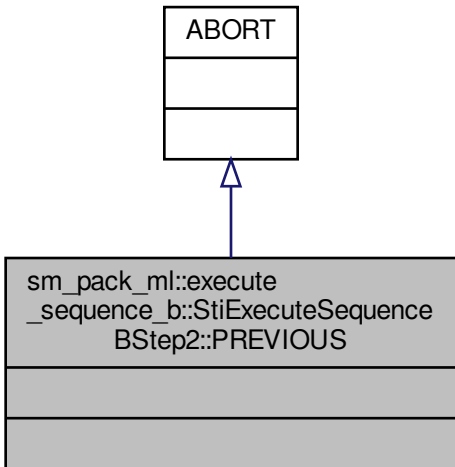 ABORT
sm_pack_ml::execute
_sequence_b::StiExecuteSequence
BStep2::PREVIOUS